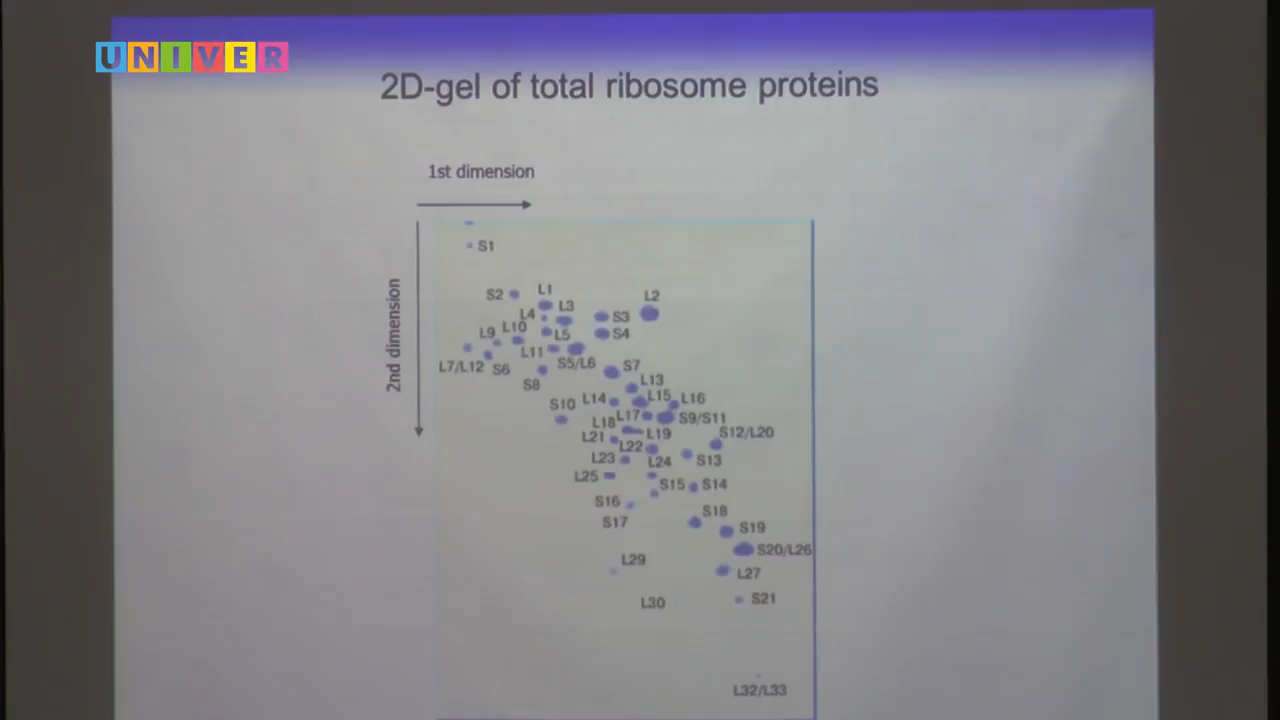 UNIVER
2D-gel of total ribosome proteins
1st dimension
2nd dimension
S1
S2
L1
L2
L3
L4
S3
L10
L9
L5
S4
L11
L7/L12
S6
S5/L6
S7
S8
L13
L14
L15
L16
S10
L17
S9/S11
L18
L19
S12/L20
L21
L22
L23
L24
S13
L25
S15
S14
S16
S18
S17
S19
S20/L26
L29
L27
S21
L30
L32/L33